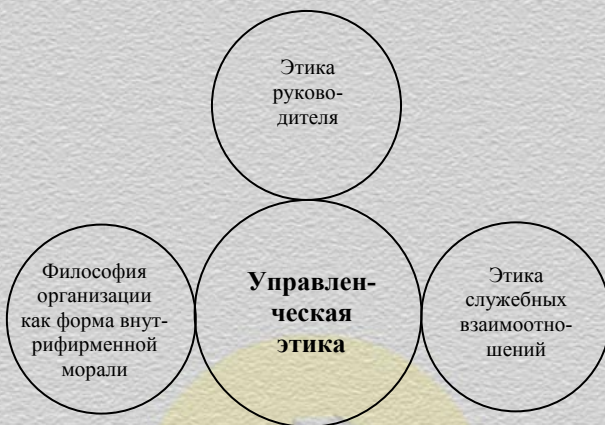 Этика
руково-
дителя
Философия
организации
как форма внут-
рифирменной
морали
Управлен-
ческая
этика
Этика
служебных
взаимоотно-
шений